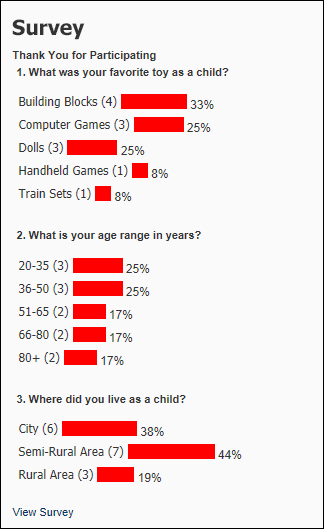 Survey
Thank You for Participating
1. What was your favorite toy as a child?
Building Blocks (4) 33%
Computer Games (3) 25%
Dolls (3) 25%
Handheld Games (1) 8%
Train Sets (1) 8%
2. What is your age range in years?
20-35 (3) 25%
36-50 (3) 25%
51-65 (2) 17%
66-80 (2) 17%
80+ (2) 17%
3. Where did you live as a child?
City (6) 38%
Semi-Rural Area (7) 44%
Rural Area (3) 19%
View Survey